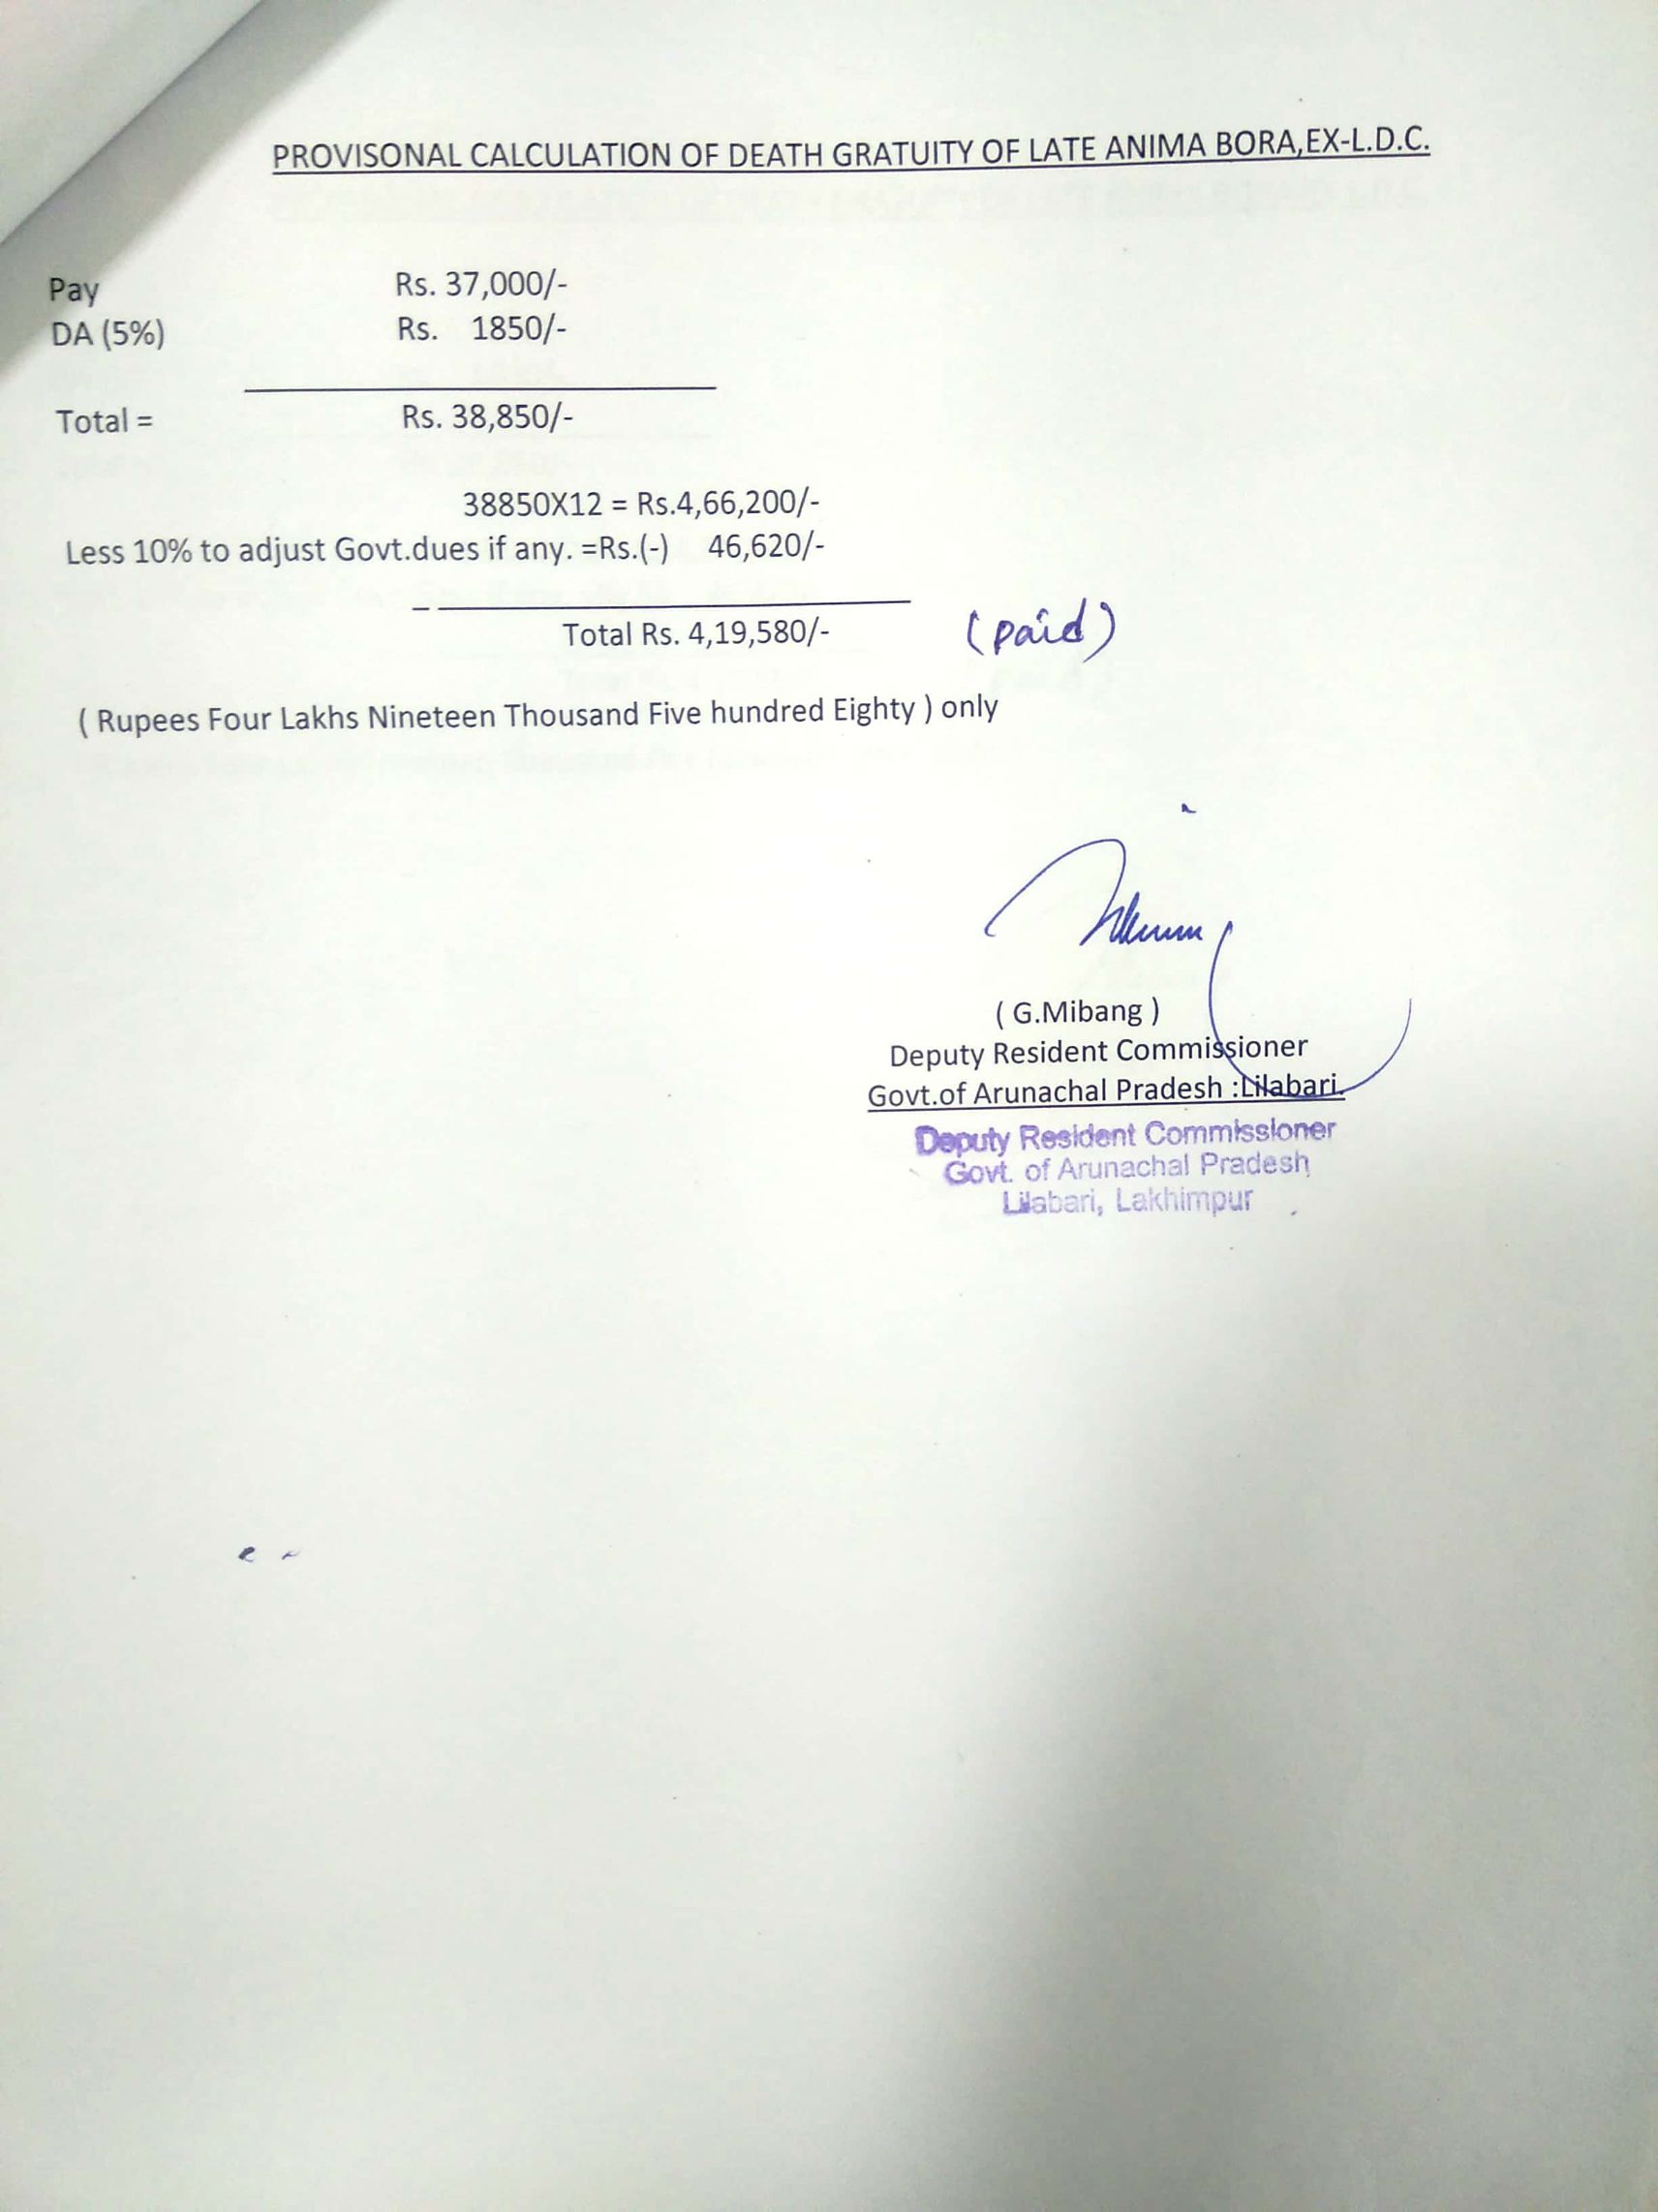 PROVISONAL CALCULATION OF DEATH GRATUITY OF LATE ANIMA BORA,EX-L.D.C.
Pay Rs. 37,000/-
DA (5%) Rs. 1850/-
Total = Rs. 38,850/-
38850X12 = Rs.4,66,200/-
Less 10% to adjust Govt.dues if any. =Rs.(-) 46,620/-
Total Rs. 4,19,580/- (paid)
( Rupees Four Lakhs Nineteen Thousand Five hundred Eighty ) only
( G.Mibang )
Deputy Resident Commissioner
Govt.of Arunachal Pradesh :Lilabari.
Deputy Resident Commissioner
Govt. of Arunachal Pradesh
Lilabari, Lakhimpur